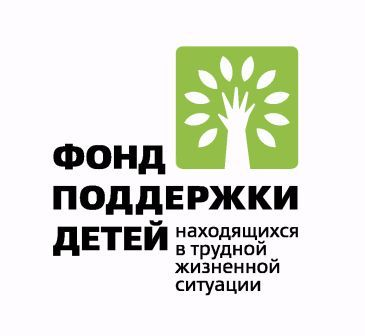 ФОНД
ПОДДЕРЖКИ
ДЕТЕЙ
находящихся
в трудной
жизненной
ситуации